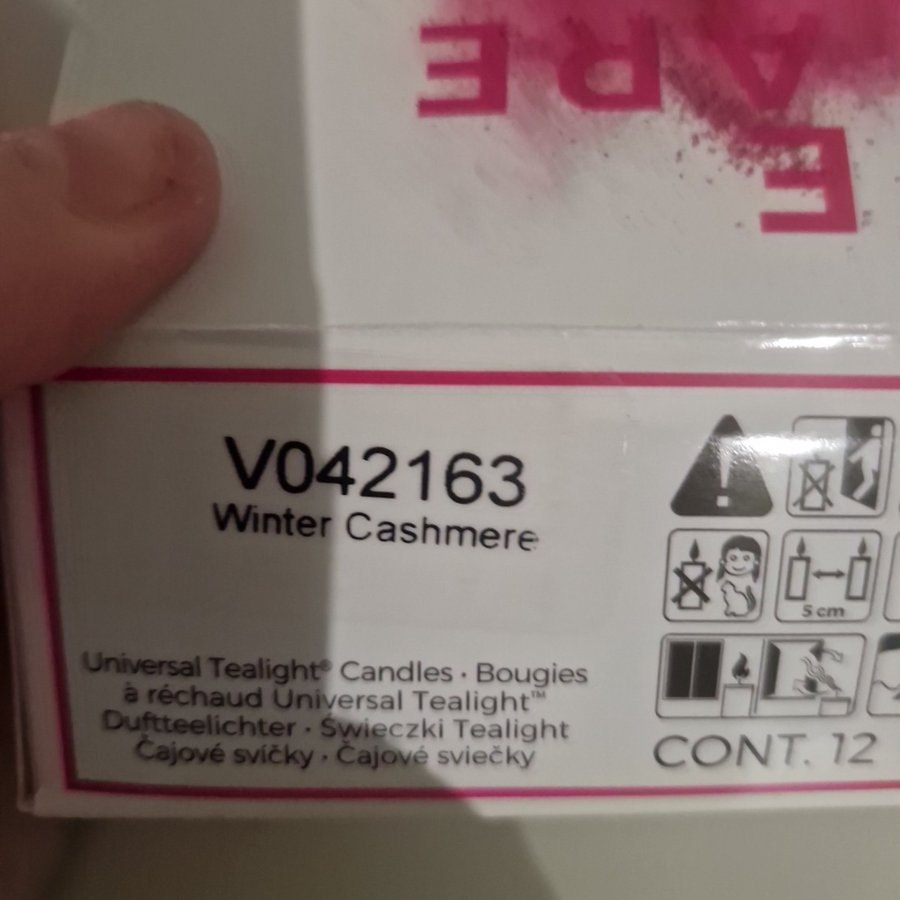 ARE
E
V042163
Winter Cashmere
5 cm
Universal Tealight® Candles · Bougies
à réchaud Universal Tealight™
Duftteelichter · Świeczki Tealight
Čajové svíčky · Čajové sviečky
CONT. 12